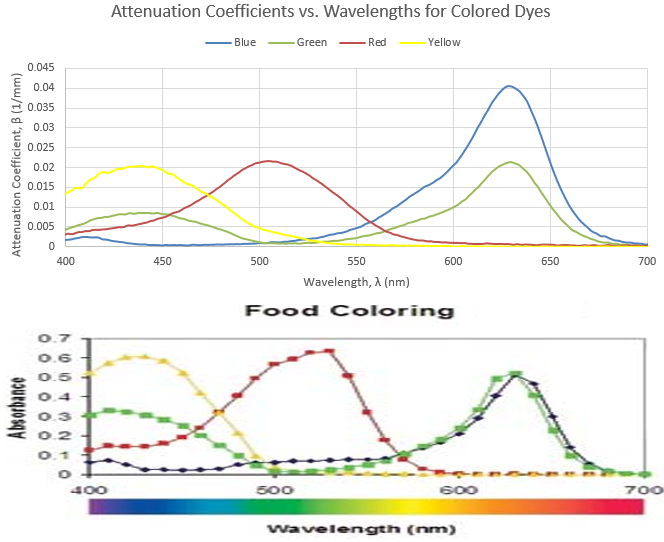 Attenuation Coefficients vs. Wavelengths for Colored Dyes
Blue Green Red Yellow
Attenuation Coefficient, β (1/mm)
0.045
0.04
0.035
0.03
0.025
0.02
0.015
0.01
0.005
0
400 450 500 550 600 650 700
Wavelength, λ (nm)
Food Coloring
Absorbance
0.7
0.6
0.5
0.4
0.3
0.2
0.1
0
400 500 600 700
Wavelength (nm)